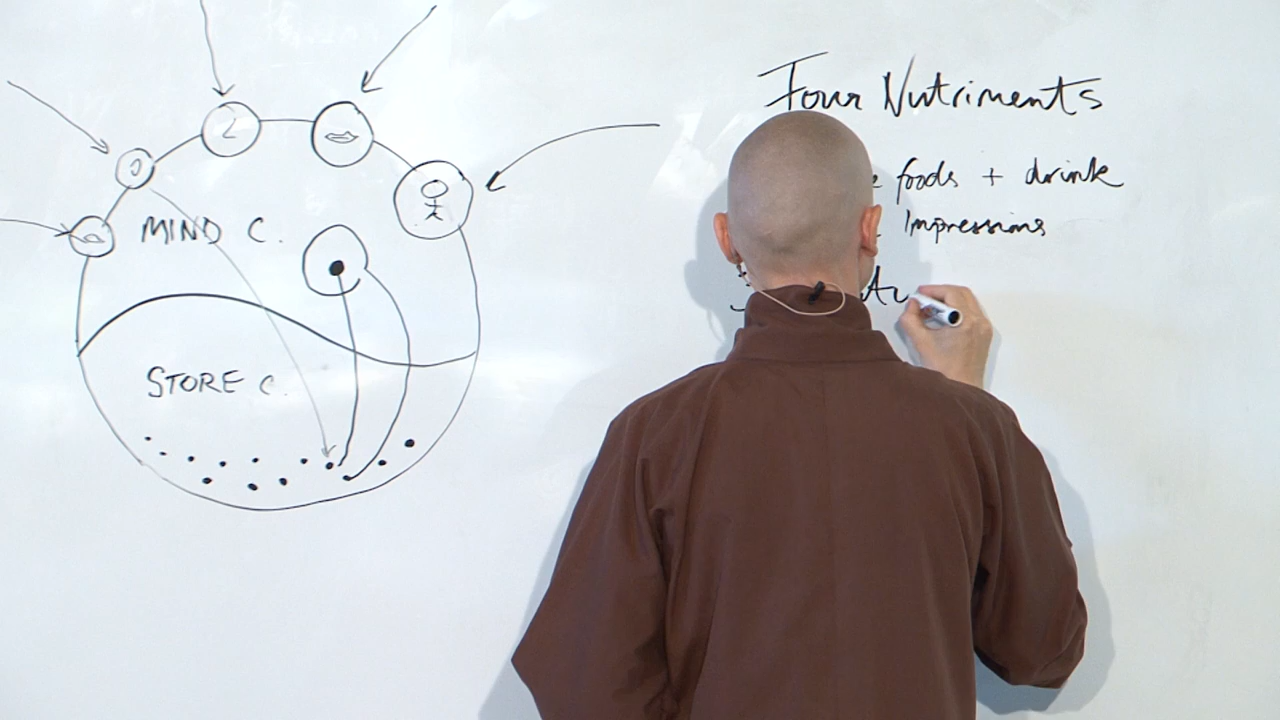 MIND C.
STORE C.
Four Nutriments
foods + drink
Impressions